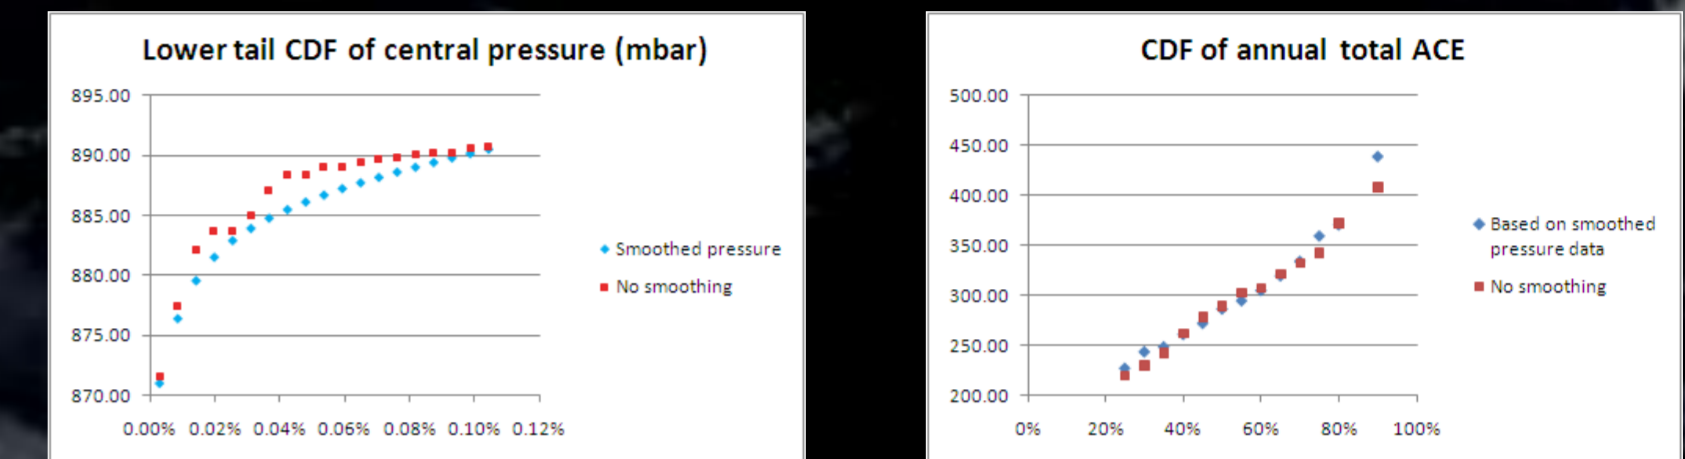 Lower tail CDF of central pressure (mbar)
895.00
890.00
885.00
880.00
875.00
870.00
0.00% 0.02% 0.04% 0.06% 0.08% 0.10% 0.12%
Smoothed pressure
No smoothing
CDF of annual total ACE
500.00
450.00
400.00
350.00
300.00
250.00
200.00
0% 20% 40% 60% 80% 100%
Based on smoothed
pressure data
No smoothing